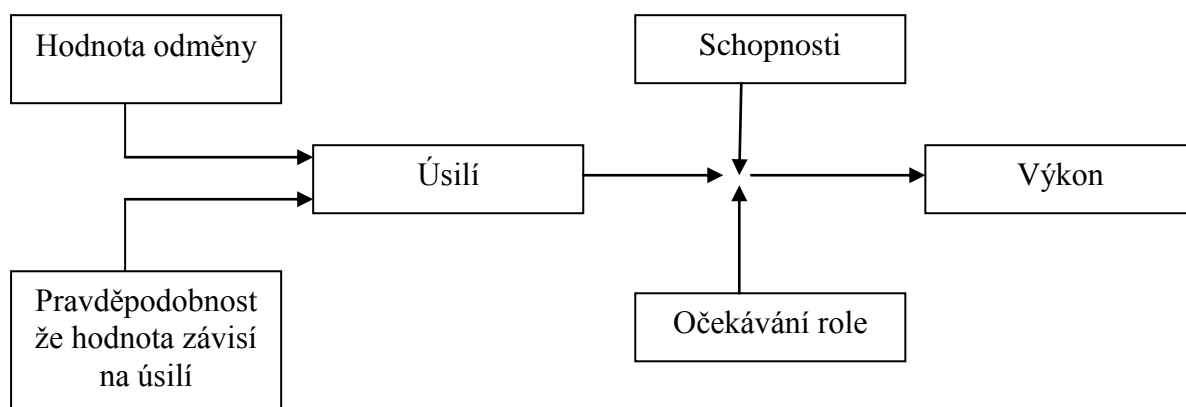 Hodnota odměny
Schopnosti
Úsilí
Výkon
Pravděpodobnost
že hodnota závisí
na úsilí
Očekávání role